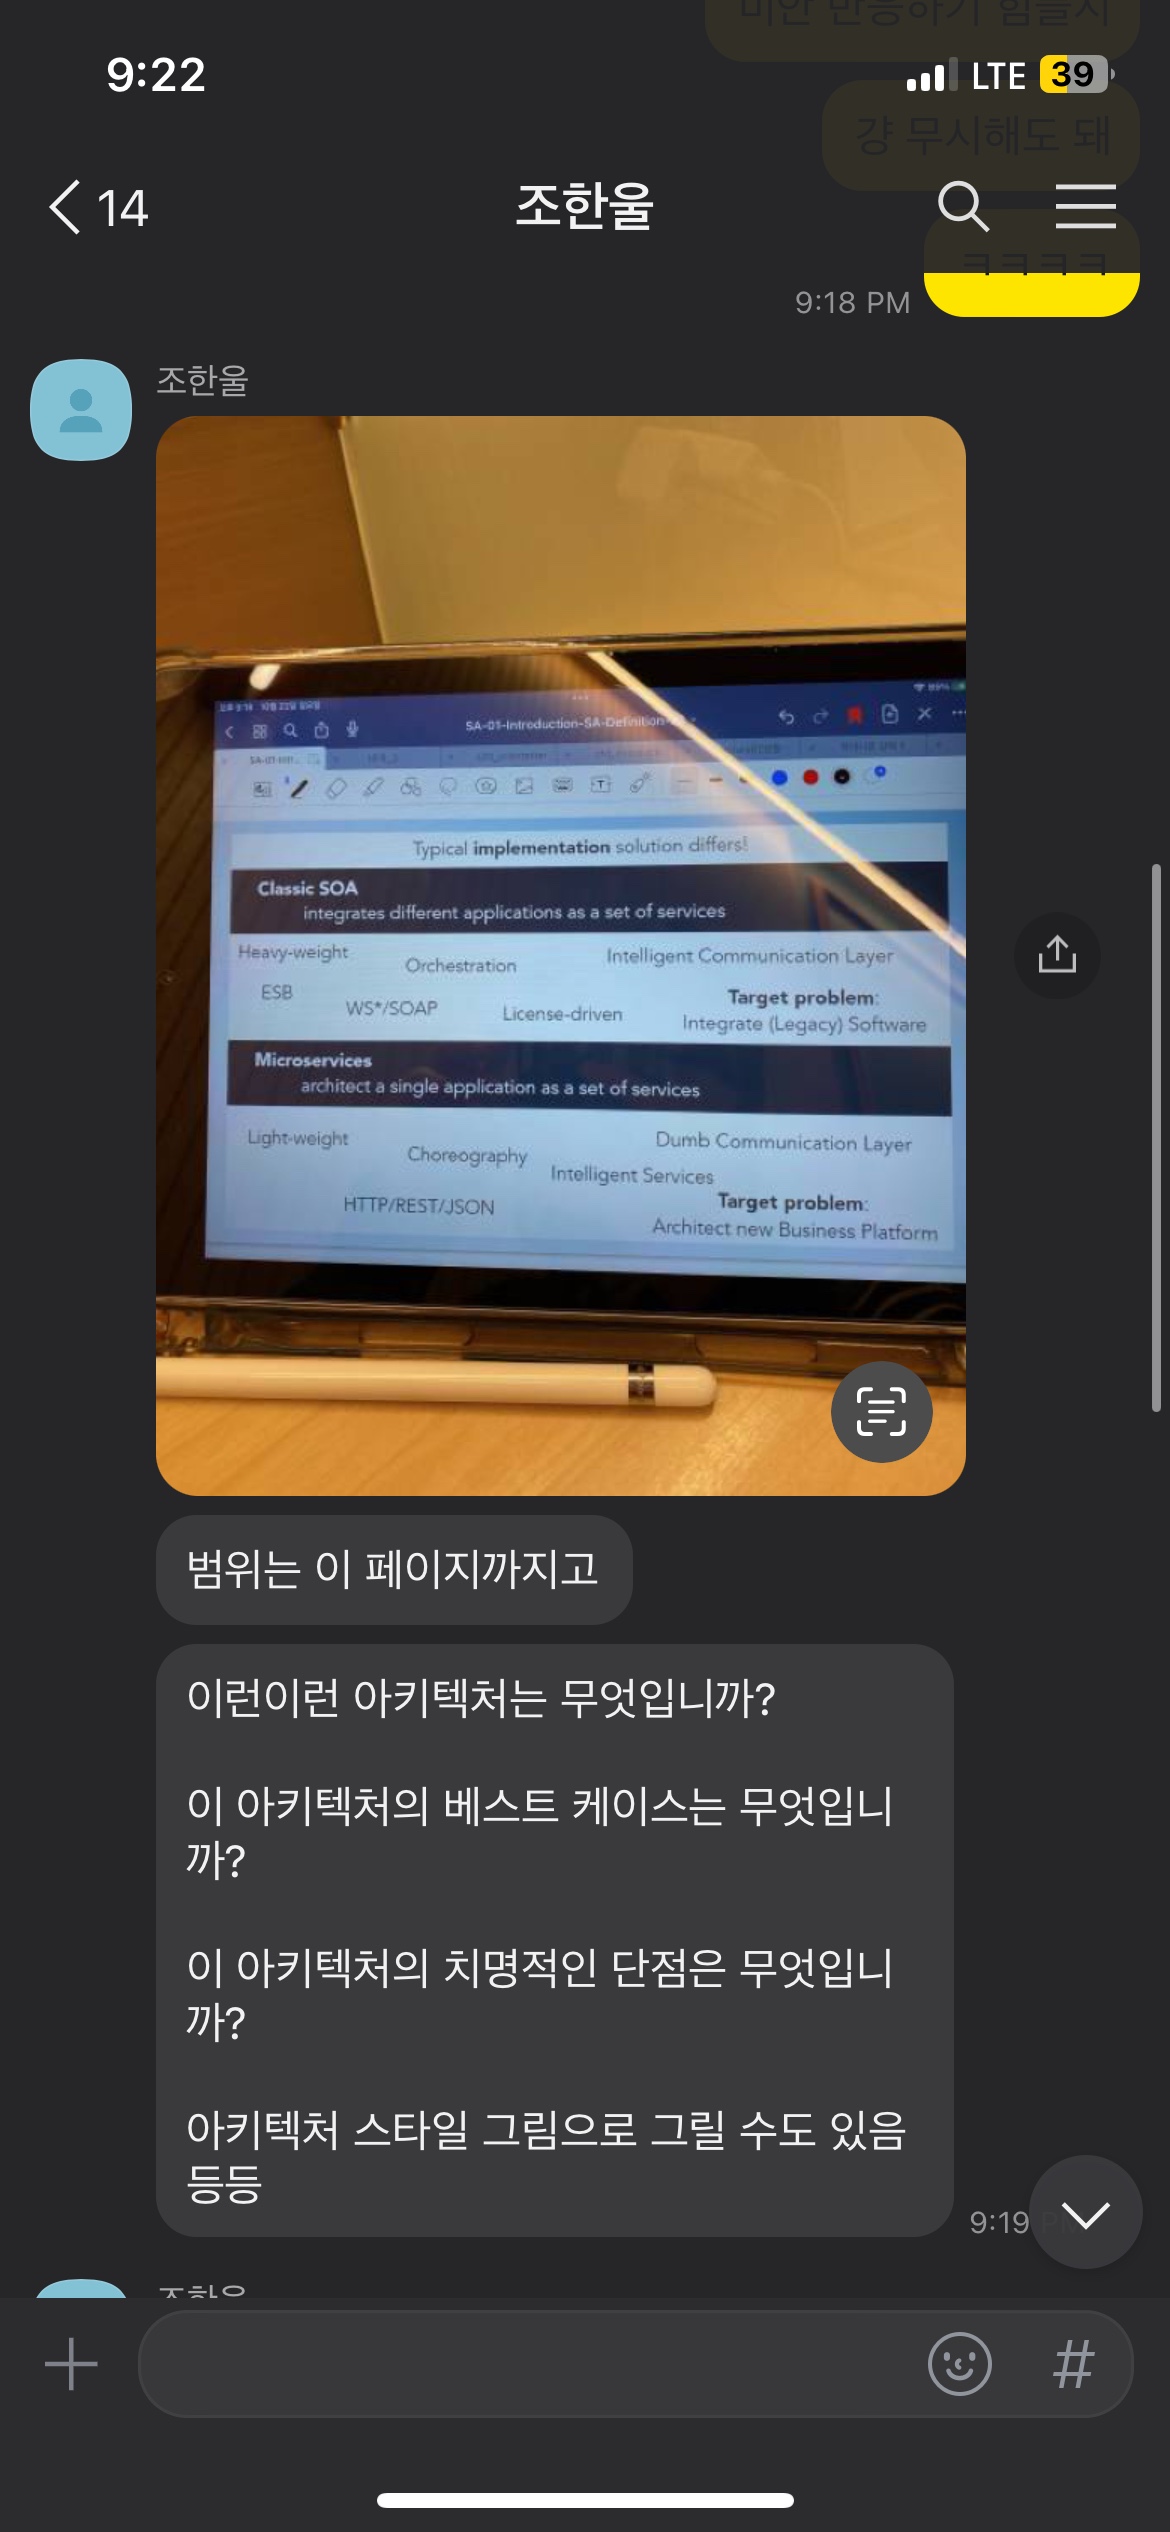 9:22
LTE
39
걍 무시해도 돼
14
조한울
ㅋㅋㅋㅋ
9:18 PM
조한울
SA-01-Introduction-SA-Definition
Typical implementation solution differs!
Classic SOA
integrates different applications as a set of services
Heavy-weight
Orchestration
Intelligent Communication Layer
ESB
WS*/SOAP
License-driven
Target problem:
Integrate (Legacy) Software
Microservices
architect a single application as a set of services
Light-weight
Choreography
Dumb Communication Layer
Intelligent Services
HTTP/REST/JSON
Target problem:
Architect new Business Platform
범위는 이 페이지까지고
이런이런 아키텍처는 무엇입니까?
이 아키텍처의 베스트 케이스는 무엇입니
까?
이 아키텍처의 치명적인 단점은 무엇입니
까?
아키텍처 스타일 그림으로 그릴 수도 있음
등등
9:19 PM
#